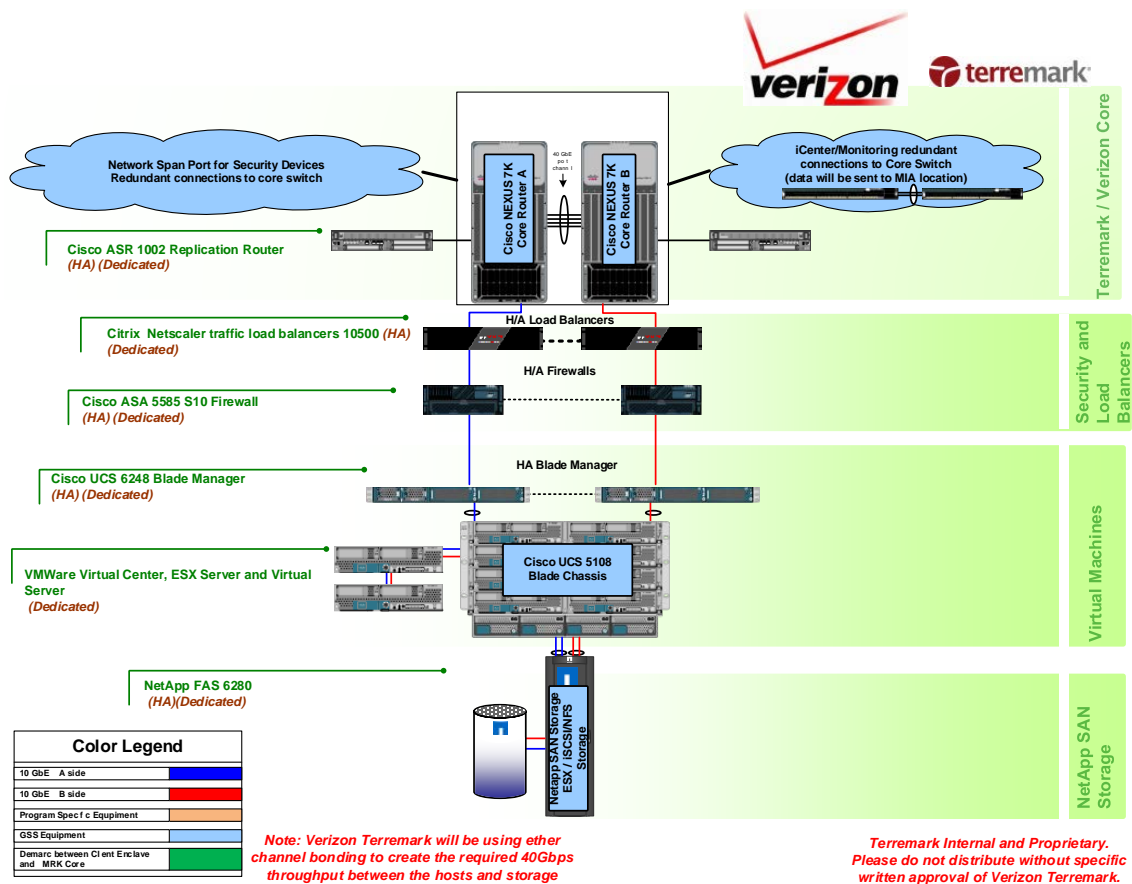 verizon
terremark
Network Span Port for Security Devices
Redundant connections to core switch
Cisco NEXUS 7K
Core Router A
40 GbE
po t
chann l
Cisco NEXUS 7K
Core Router B
iCenter/Monitoring redundant
connections to Core Switch
(data will be sent to MIA location)
Terremark / Verizon Core
Cisco ASR 1002 Replication Router
(HA) (Dedicated)
H/A Load Balancers
Citrix Netscaler traffic load balancers 10500 (HA)
(Dedicated)
H/A Firewalls
Cisco ASA 5585 S10 Firewall
(HA) (Dedicated)
Security and
Load
Balancers
HA Blade Manager
Cisco UCS 6248 Blade Manager
(HA) (Dedicated)
Cisco UCS 5108
Blade Chassis
VMWare Virtual Center, ESX Server and Virtual
Server
(Dedicated)
Virtual Machines
NetApp FAS 6280
(HA)(Dedicated)
Netapp SAN Storage
ESX / iSCSI/NFS
Storage
NetApp SAN
Storage
Color Legend
10 GbE A side
10 GbE B side
Program Spec f c Equpiment
GSS Equipment
Demarc between Cl ent Enclave
and MRK Core
Note: Verizon Terremark will be using ether
channel bonding to create the required 40Gbps
throughput between the hosts and storage
Terremark Internal and Proprietary.
Please do not distribute without specific
written approval of Verizon Terremark.